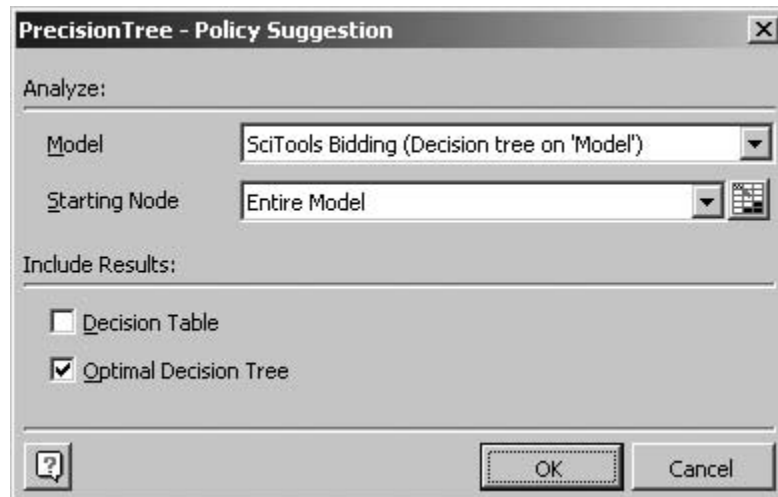 PrecisionTree - Policy Suggestion
Analyze:
Model SciTools Bidding (Decision tree on 'Model')
Starting Node Entire Model
Include Results:
Decision Table
Optimal Decision Tree
? OK Cancel